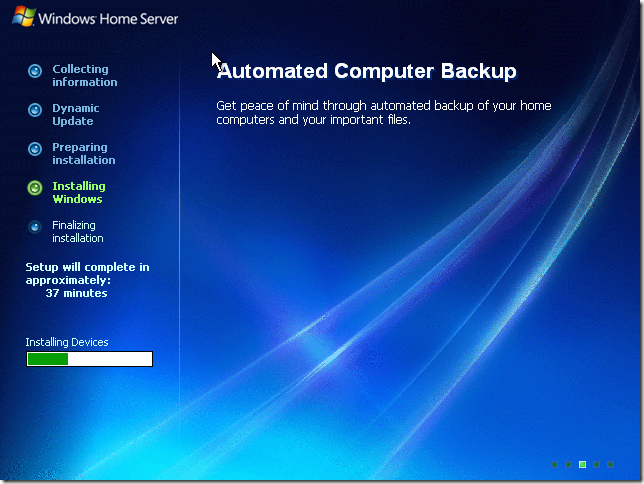 Windows Home Server
Collecting
information
Dynamic
Update
Preparing
installation
Installing
Windows
Finalizing
installation
Setup will complete in
approximately:
37 minutes
Installing Devices
Automated Computer Backup
Get peace of mind through automated backup of your home
computers and your important files.